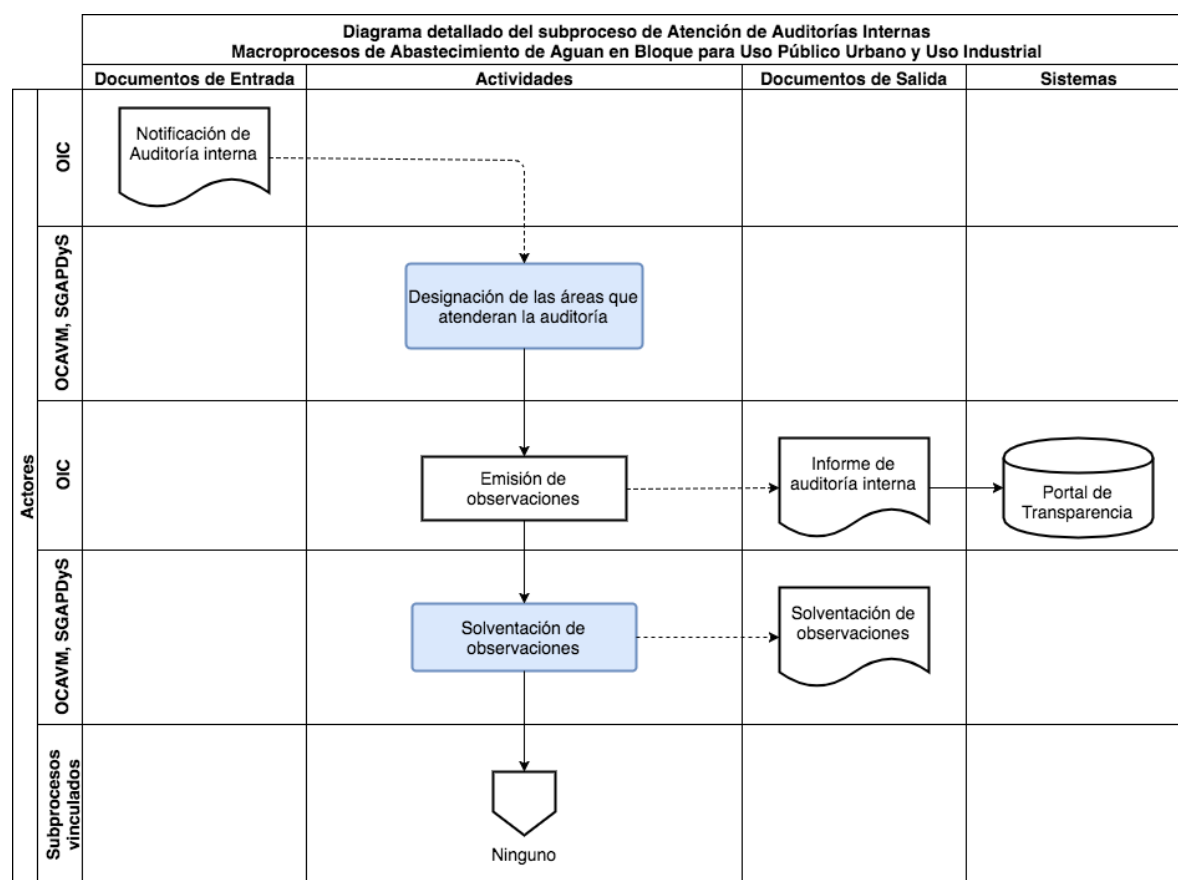 Diagrama detallado del subproceso de Atención de Auditorías Internas
Macroprocesos de Abastecimiento de Aguan en Bloque para Uso Público Urbano y Uso Industrial
Documentos de Entrada
Actividades
Documentos de Salida
Sistemas
Actores
OIC
Notificación de
Auditoría interna
OCAVM, SGAPDyS
Designación de las áreas que
atenderan la auditoría
OIC
Emisión de
observaciones
Informe de
auditoría interna
Portal de
Transparencia
OCAVM, SGAPDyS
Solventación de
observaciones
Solventación de
observaciones
Subprocesos
vinculados
Ninguno